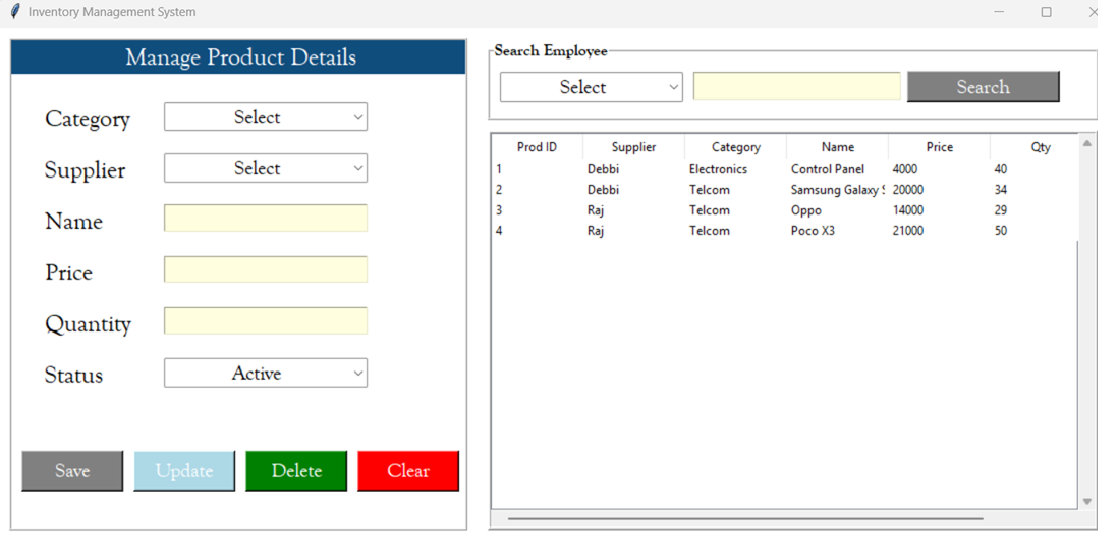 Inventory Management System
Manage Product Details
Category Select
Supplier Select
Name
Price
Quantity
Status Active
Save Update Delete Clear
Search Employee
Select Search
Prod ID Supplier Category Name Price Qty
1 Debbi Electronics Control Panel 4000 40
2 Debbi Telcom Samsung Galaxy S 20000 34
3 Raj Telcom Oppo 14000 29
4 Raj Telcom Poco X3 21000 50